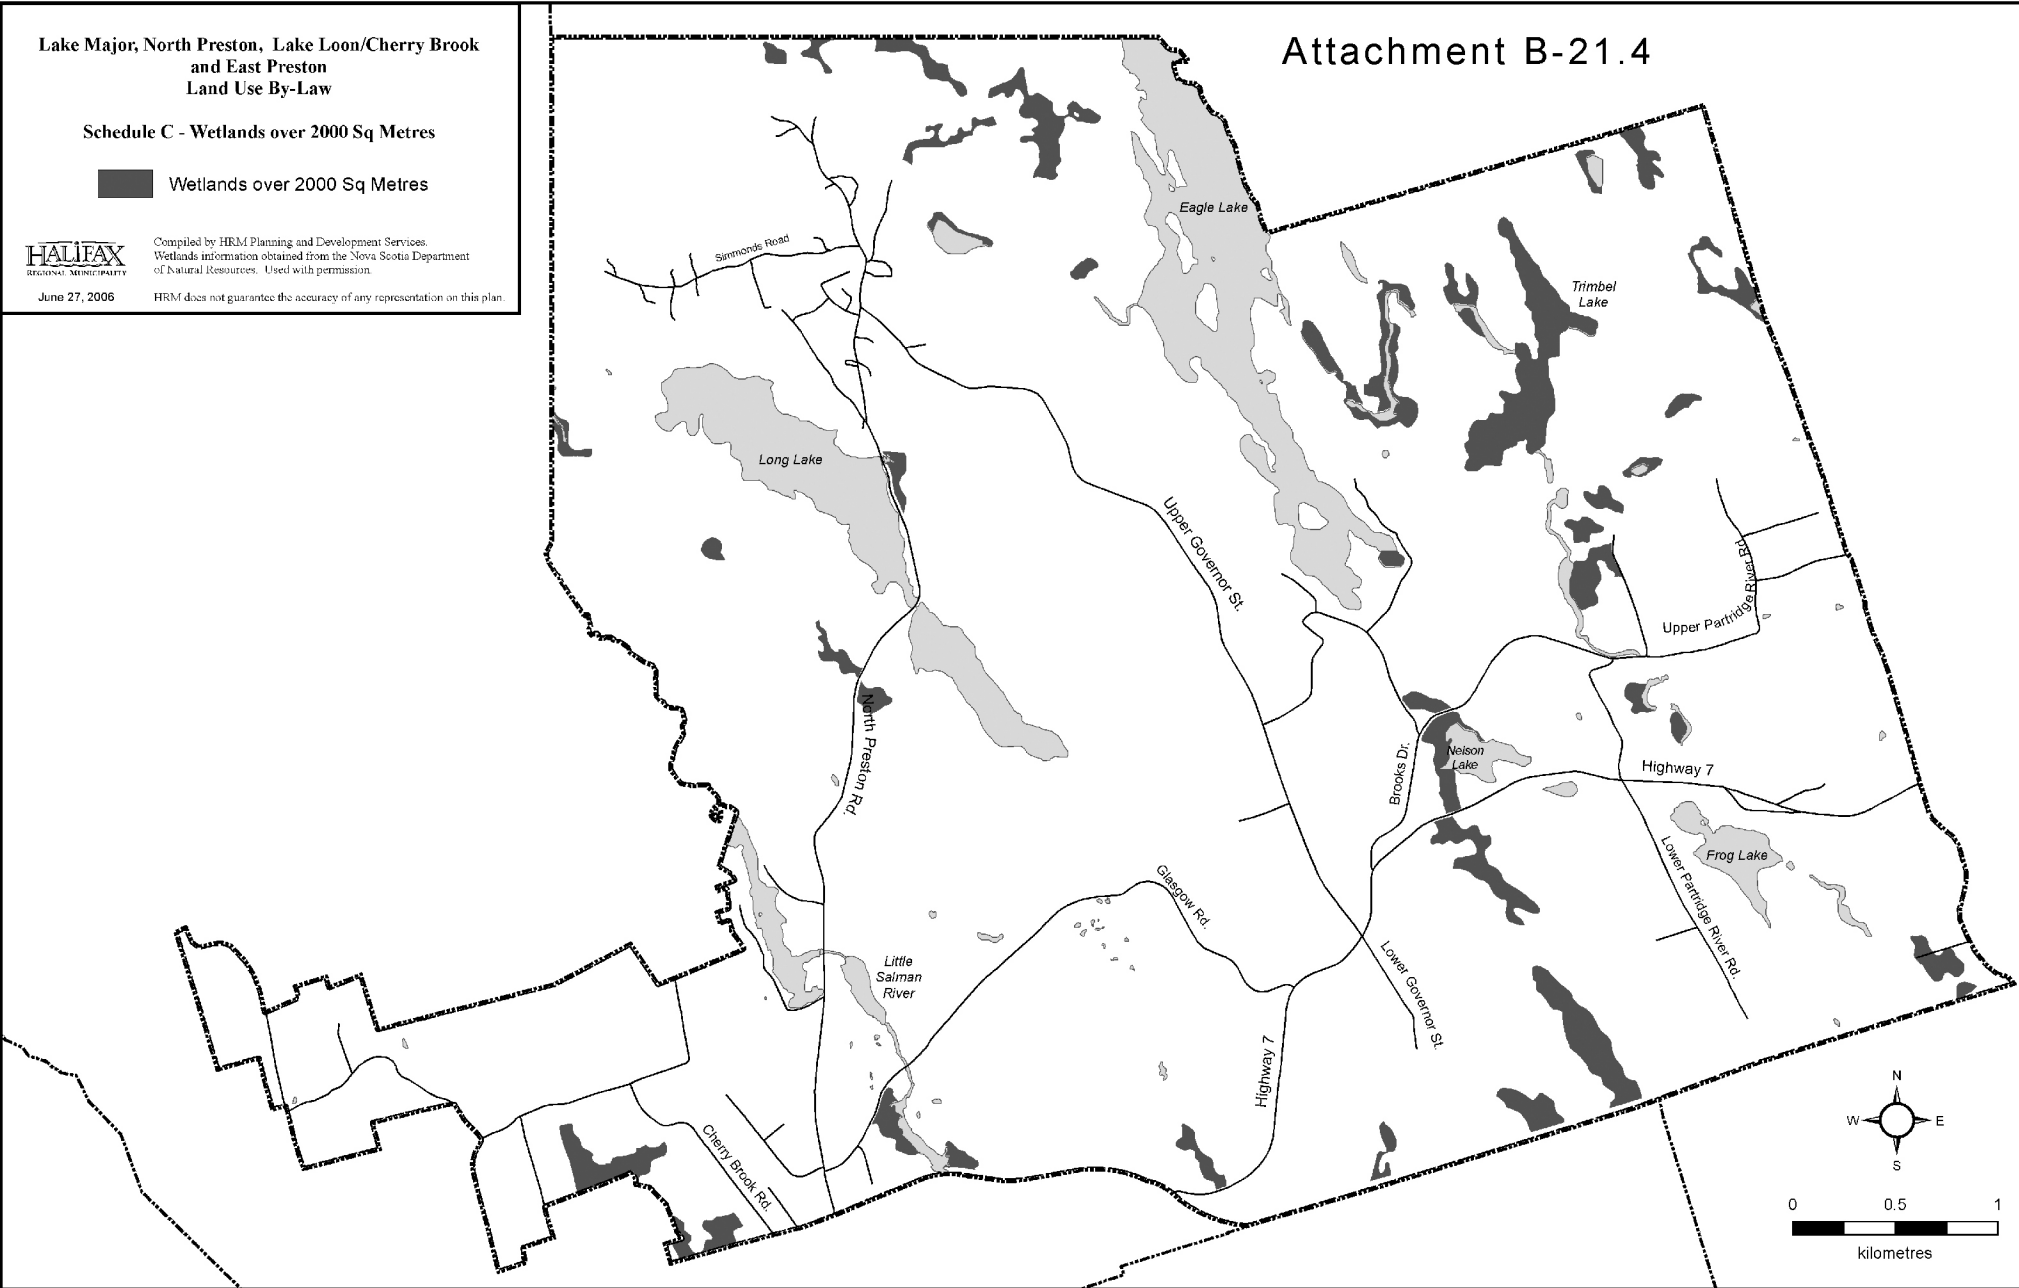 Lake Major, North Preston, Lake Loon/Cherry Brook
and East Preston
Land Use By-Law
Schedule C - Wetlands over 2000 Sq Metres
Wetlands over 2000 Sq Metres
HALIFAX
REGIONAL MUNICIPALITY
June 27, 2006
Compiled by HRM Planning and Development Services.
Wetlands information obtained from the Nova Scotia Department
of Natural Resources. Used with permission.
HRM does not guarantee the accuracy of any representation on this plan.
Attachment B-21.4
Eagle Lake
Simmonds Road
Trimbel
Lake
Long Lake
Upper Governor St.
Upper Partridge River Rd.
North Preston Rd.
Brooks Dr.
Nelson
Lake
Highway 7
Frog Lake
Lower Partridge River Rd.
Glasgow Rd.
Little
Salman
River
Lower Governor St.
Highway 7
Cherry Brook Rd.
N
W
E
S
0 0.5 1
kilometres